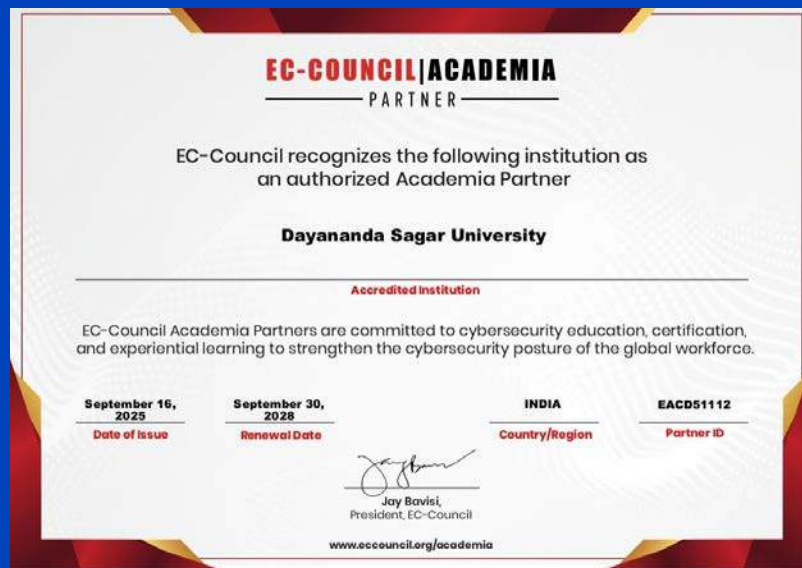 EC-COUNCIL|ACADEMIA
PARTNER
EC-Council recognizes the following institution as
an authorized Academia Partner
Dayananda Sagar University
Accredited Institution
EC-Council Academia Partners are committed to cybersecurity education, certification,
and experiential learning to strengthen the cybersecurity posture of the global workforce.
September 16,
2025
Date of Issue
September 30,
2028
Renewal Date
INDIA
Country/Region
EACD51112
Partner ID
Jay Bavisi,
President, EC-Council
www.eccouncil.org/academia